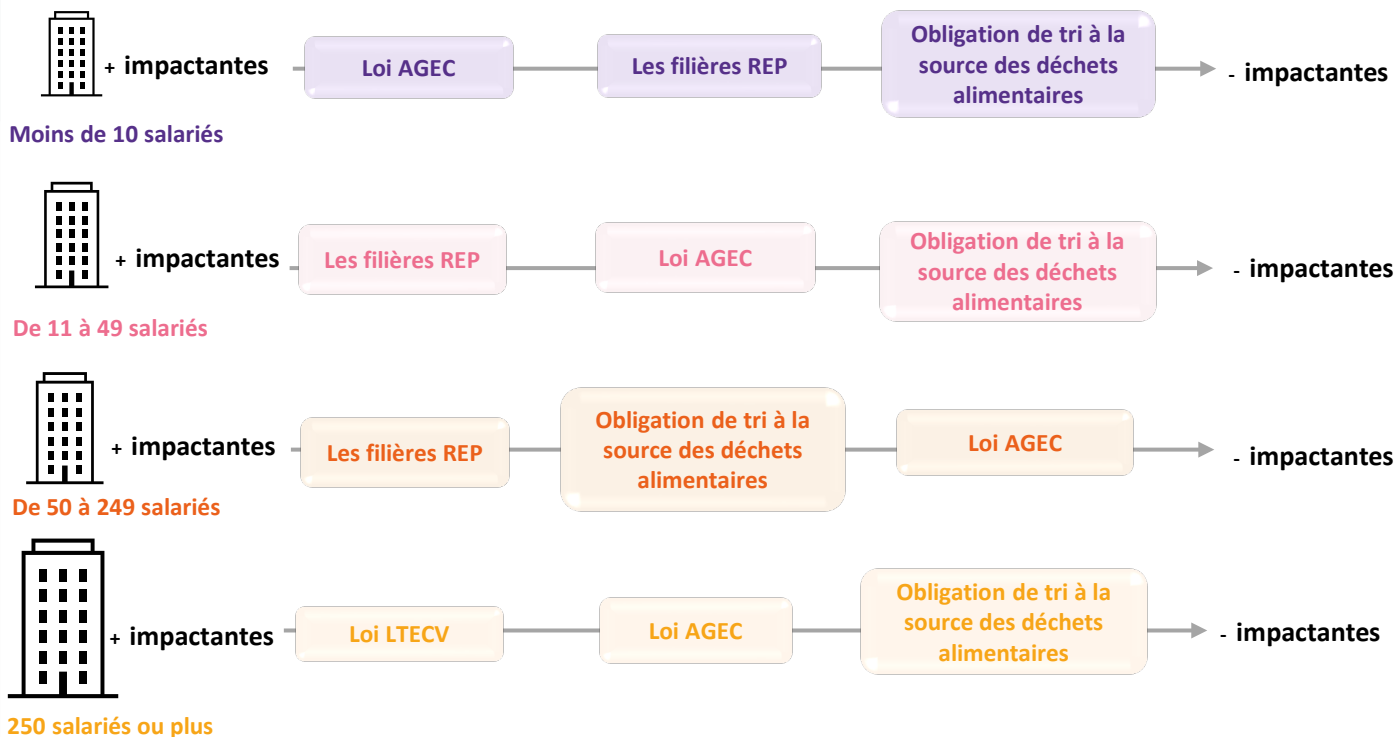 + impactantes
Loi AGEC
Les filières REP
Obligation de tri à la
source des déchets
alimentaires
- impactantes
Moins de 10 salariés
+ impactantes
Les filières REP
Loi AGEC
Obligation de tri à la
source des déchets
alimentaires
- impactantes
De 11 à 49 salariés
+ impactantes
Les filières REP
Obligation de tri à la
source des déchets
alimentaires
Loi AGEC
- impactantes
De 50 à 249 salariés
+ impactantes
Loi LTECV
Loi AGEC
Obligation de tri à la
source des déchets
alimentaires
- impactantes
250 salariés ou plus